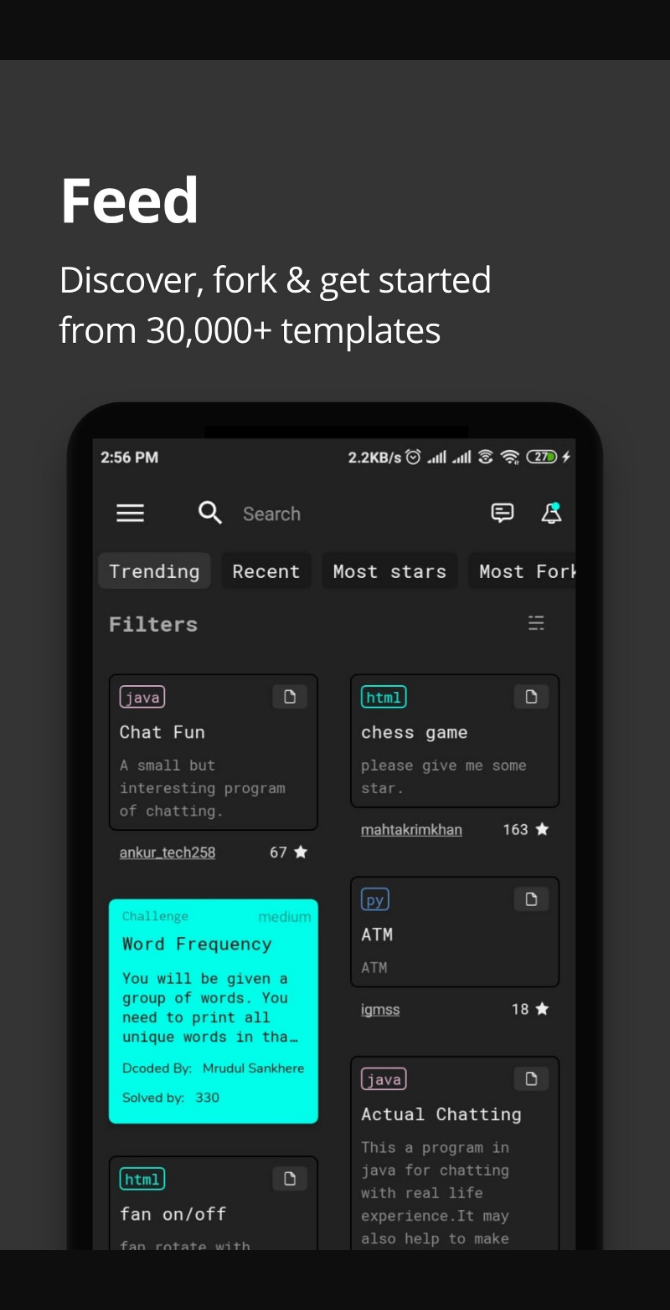 Feed
Discover, fork & get started
from 30,000+ templates
2:56 PM
2.2KB/s
27
Search
Trending
Recent
Most stars
Most Fork
Filters
java
Chat Fun
A small but
interesting program
of chatting.
ankur_tech258
67
Challenge
medium
Word Frequency
You will be given a
group of words. You
need to print all
unique words in tha…
Dcoded By: Mrudul Sankhere
Solved by: 330
html
fan on/off
fan rotate with
html
chess game
please give me some
star.
mahtakrimkhan
163
py
ATM
ATM
igmss
18
java
Actual Chatting
This a program in
java for chatting
with real life
experience.It may
also help to make